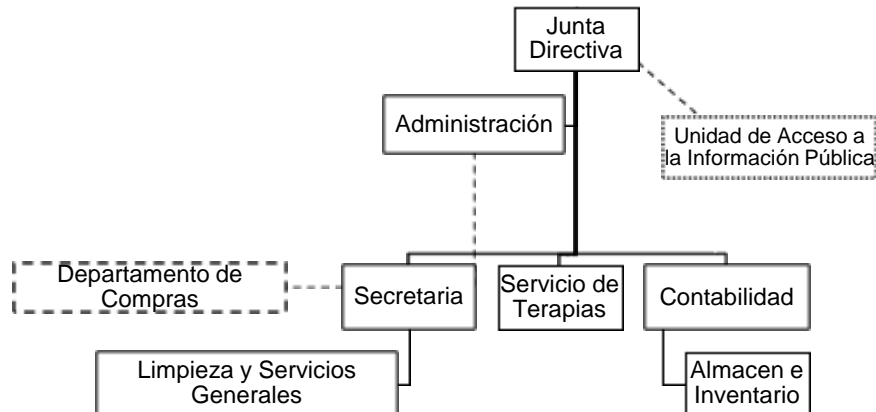 Junta
Directiva
Administración
Unidad de Acceso a
la Información Pública
Departamento de
Compras
Secretaria
Servicio de
Terapias
Contabilidad
Limpieza y Servicios
Generales
Almacen e
Inventario